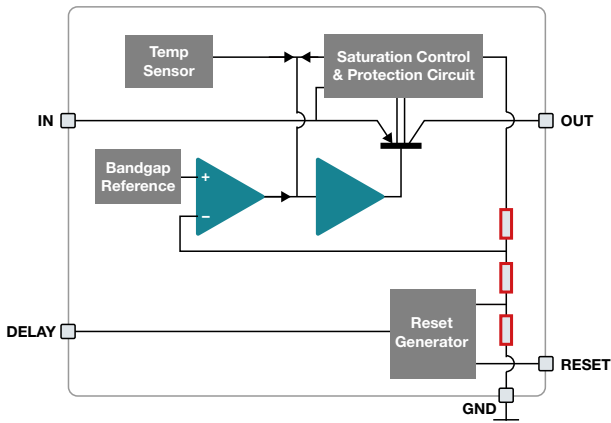 Temp
Sensor
Saturation Control
& Protection Circuit
IN
OUT
Bandgap
Reference
+
−
DELAY
Reset
Generator
RESET
GND